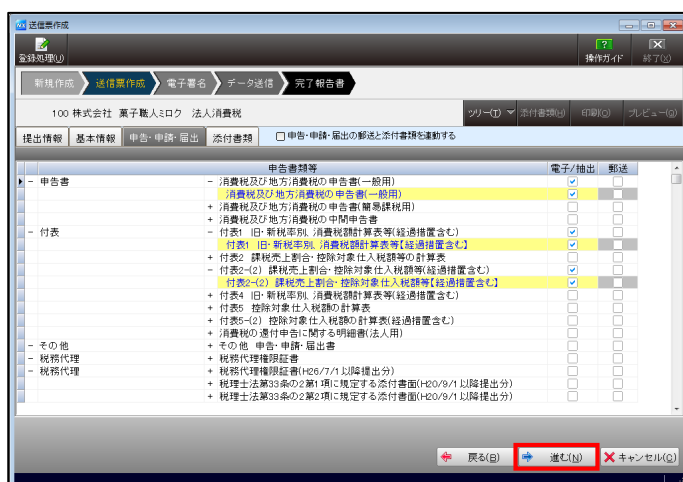 送信票作成
登録処理(U)
操作ガイド 終了(X)
新規作成 送信票作成 電子署名 データ送信 完了報告書
100 株式会社 菓子職人ミロク 法人消費税 ツリー(T) 添付書類(H) 印刷(O) プレビュー(G)
提出情報 基本情報 申告・申請・届出 添付書類 申告・申請・届出の郵送と添付書類を連動する
申告書類等 電子/抽出 郵送
- 申告書 - 消費税及び地方消費税の申告書(一般用)
消費税及び地方消費税の申告書(一般用)
+ 消費税及び地方消費税の申告書(簡易課税用)
+ 消費税及び地方消費税の中間申告書
- 付表 - 付表1 旧・新税率別、消費税額計算表等(経過措置含む)
付表1 旧・新税率別、消費税額計算表等【経過措置含む】
+ 付表2 課税売上割合・控除対象仕入税額等の計算表
- 付表2-(2) 課税売上割合・控除対象仕入税額等(経過措置含む)
付表2-(2) 課税売上割合・控除対象仕入税額等【経過措置含む】
+ 付表4 旧・新税率別、消費税額計算表等(経過措置含む)
+ 付表5 控除対象仕入税額の計算表
+ 付表5-(2) 控除対象仕入税額の計算表(経過措置含む)
+ 消費税の還付申告に関する明細書(法人用)
- その他 + その他 申告・申請・届出書
- 税務代理 + 税務代理権限証書
- 税務代理 + 税務代理権限証書(H26/7/1以降提出分)
+ 税理士法第33条の2第1項に規定する添付書面(H20/9/1以降提出分)
+ 税理士法第33条の2第2項に規定する添付書面(H20/9/1以降提出分)
戻る(B) 進む(N) キャンセル(C)